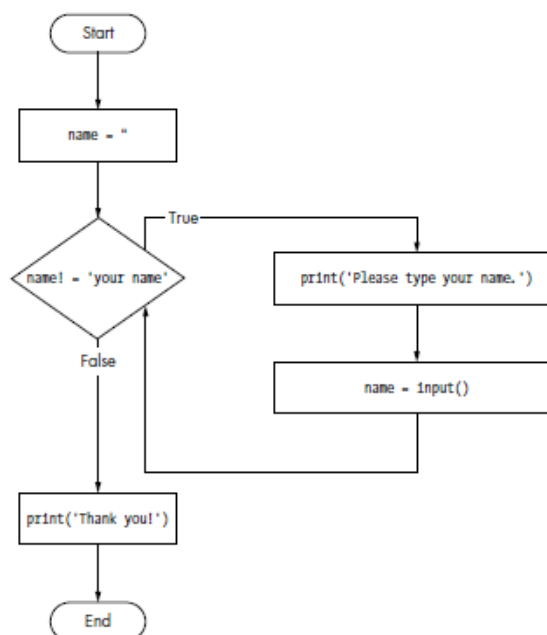 Start
name = "
True
name! = 'your name'
print('Please type your name.')
False
name = input()
print('Thank you!')
End